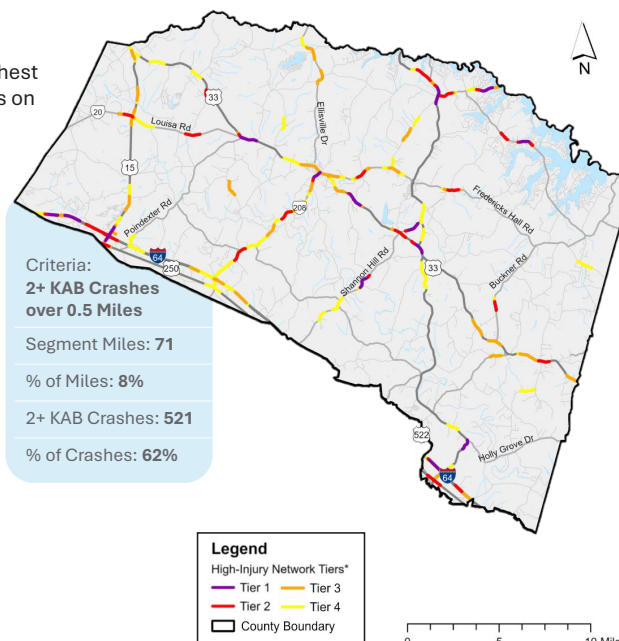 hest
s on
N
20
Louisa Rd
33
Ellisville Dr
15
Poindexter Rd
208
Fredericks Hall Rd
64
250
Shannon Hill Rd
33
Buckner Rd
Criteria:
2+ KAB Crashes
over 0.5 Miles
Segment Miles: 71
% of Miles: 8%
2+ KAB Crashes: 521
% of Crashes: 62%
522
Holly Grove Dr
64
Legend
High-Injury Network Tiers*
Tier 1 Tier 3
Tier 2 Tier 4
County Boundary
0 5 10 Mile